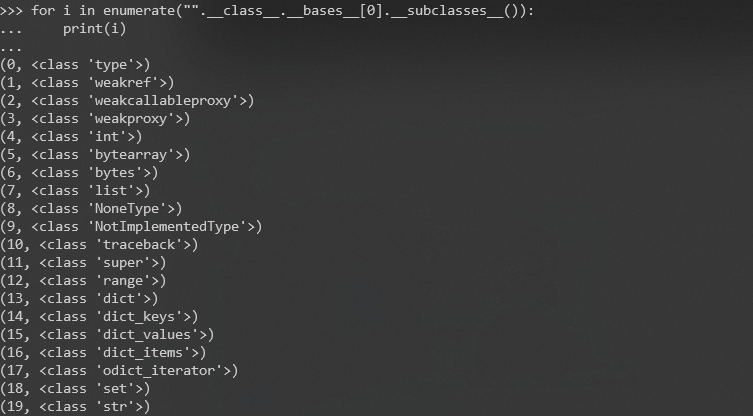 >>> for i in enumerate("".__class__.__bases__[0].__subclasses__()):
...     print(i)
...
(0, <class 'type'>)
(1, <class 'weakref'>)
(2, <class 'weakcallableproxy'>)
(3, <class 'weakproxy'>)
(4, <class 'int'>)
(5, <class 'bytearray'>)
(6, <class 'bytes'>)
(7, <class 'list'>)
(8, <class 'NoneType'>)
(9, <class 'NotImplementedType'>)
(10, <class 'traceback'>)
(11, <class 'super'>)
(12, <class 'range'>)
(13, <class 'dict'>)
(14, <class 'dict_keys'>)
(15, <class 'dict_values'>)
(16, <class 'dict_items'>)
(17, <class 'odict_iterator'>)
(18, <class 'set'>)
(19, <class 'str'>)